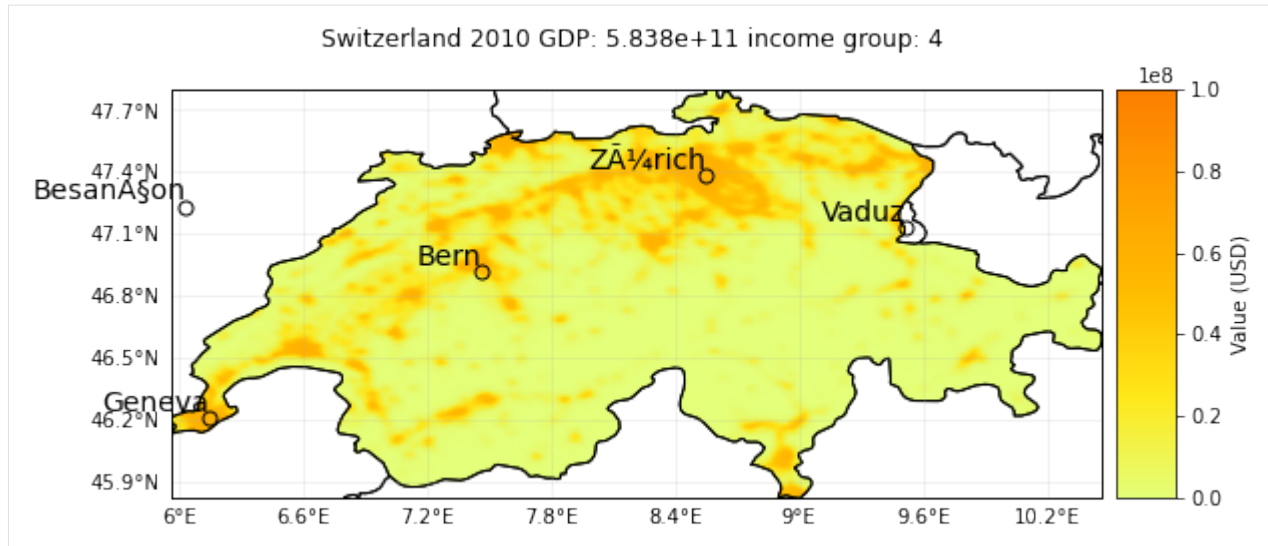 Switzerland 2010 GDP: 5.838e+11 income group: 4
1e8
47.7°N
47.4°N
47.1°N
46.8°N
46.5°N
46.2°N
45.9°N
BesanÃ§on
ZÃ¼rich
Vaduz
Bern
Geneva
6°E
6.6°E
7.2°E
7.8°E
8.4°E
9°E
9.6°E
10.2°E
1.0
0.8
0.6
0.4
0.2
0.0
Value (USD)